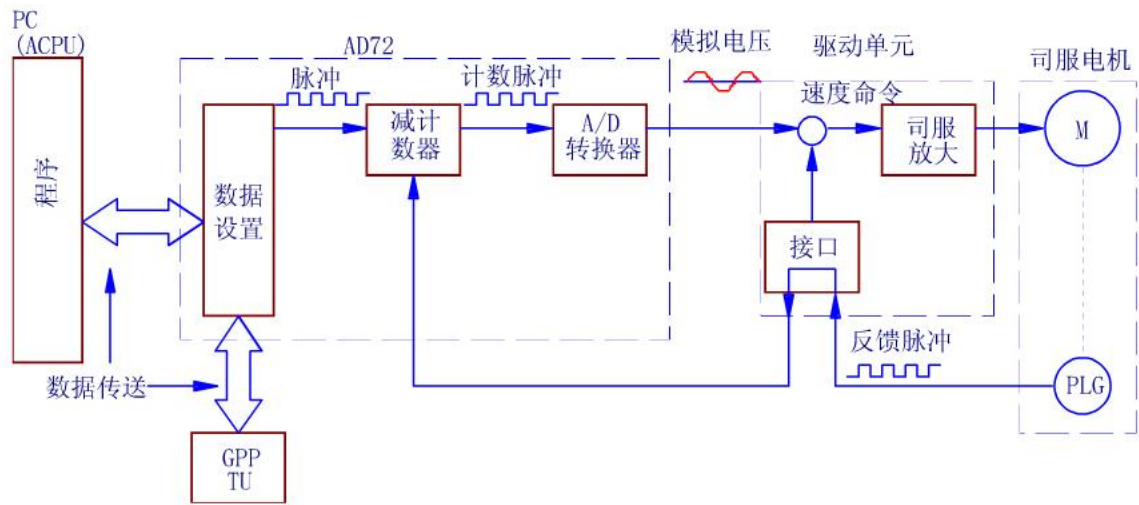 PC
(ACPU)
程序
AD72
脉冲
计数脉冲
数据
设置
减计
数器
A/D
转换器
模拟电压
驱动单元
速度命令
司服
放大
司服电机
M
接口
反馈脉冲
PLG
数据传送
GPP
TU